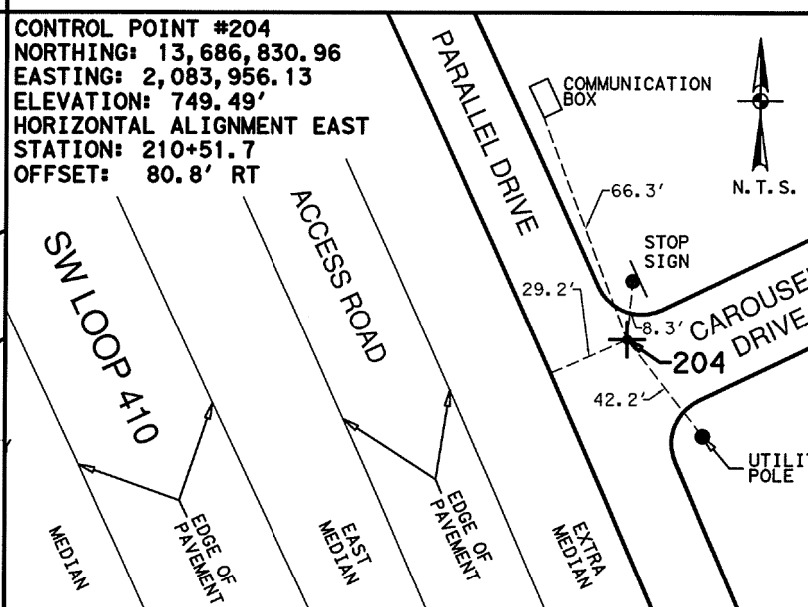 CONTROL POINT #204
NORTHING: 13,686,830.96
EASTING: 2,083,956.13
ELEVATION: 749.49'
HORIZONTAL ALIGNMENT EAST
STATION: 210+51.7
OFFSET: 80.8' RT
PARALLEL DRIVE
COMMUNICATION
BOX
N.T.S.
66.3'
STOP
SIGN
29.2'
8.3'
CAROUSEL
DRIVE
204
42.2'
UTILIT
POLE
SW LOOP 410
ACCESS ROAD
MEDIAN
EDGE OF
PAVEMENT
EAST
MEDIAN
EDGE OF
PAVEMENT
EXTRA
MEDIAN